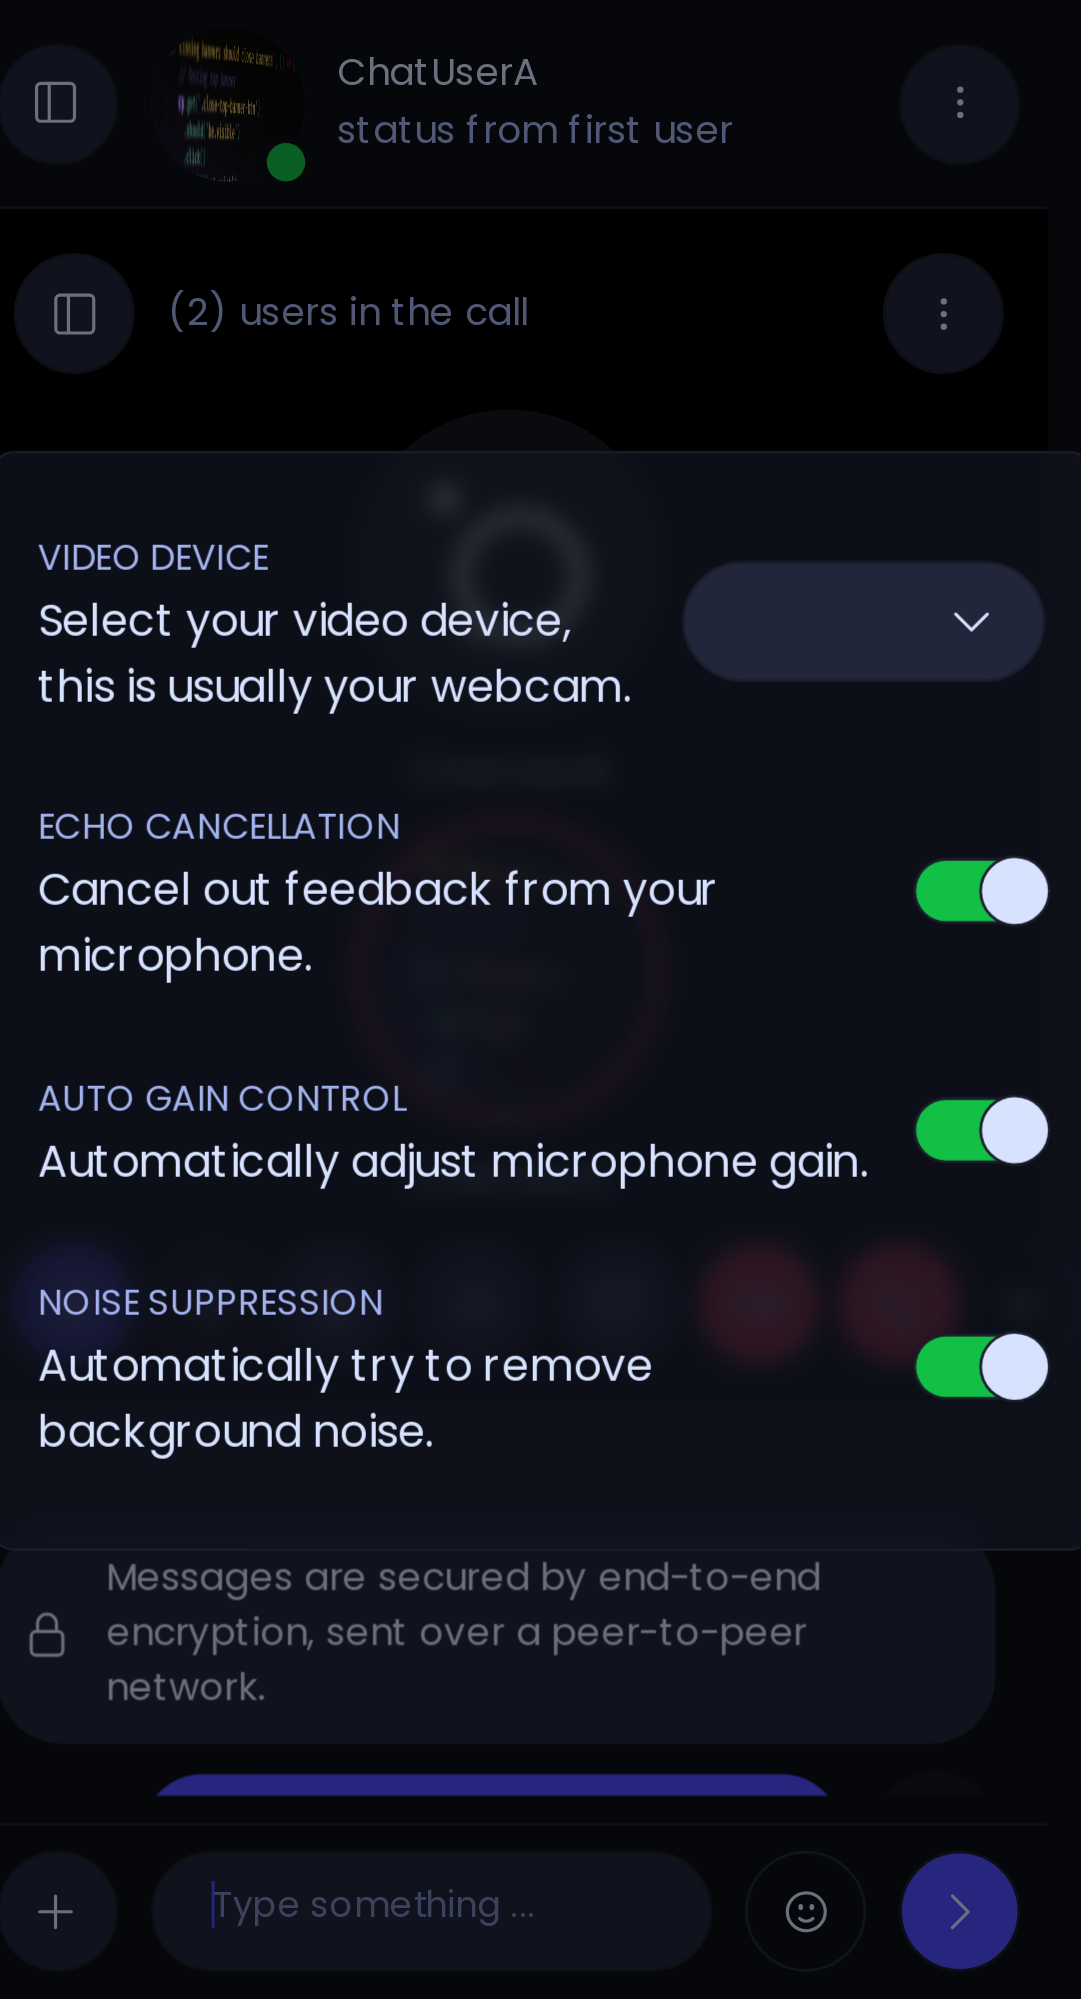 ChatUserA
status from first user
(2) users in the call
VIDEO DEVICE
Select your video device,
this is usually your webcam.
ECHO CANCELLATION
Cancel out feedback from your
microphone.
AUTO GAIN CONTROL
Automatically adjust microphone gain.
NOISE SUPPRESSION
Automatically try to remove
background noise.
Messages are secured by end-to-end
encryption, sent over a peer-to-peer
network.
Type something ...